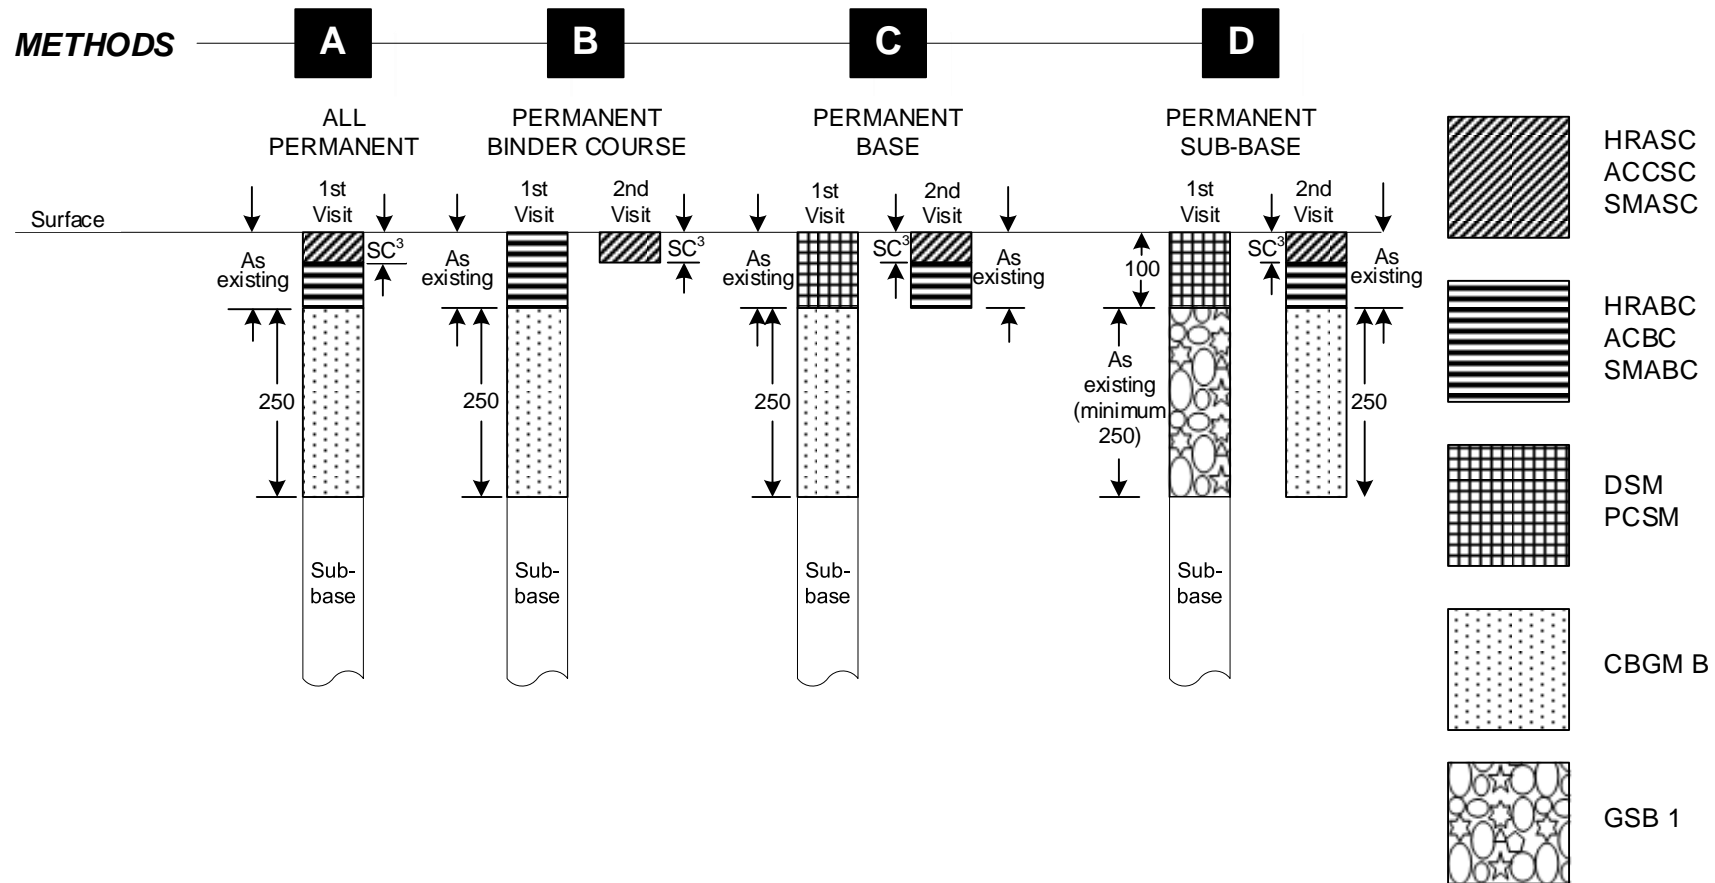 METHODS A B C D
ALL
PERMANENT
PERMANENT
BINDER COURSE
PERMANENT
BASE
PERMANENT
SUB-BASE
1st
Visit
1st
Visit
2nd
Visit
1st
Visit
2nd
Visit
1st
Visit
2nd
Visit
Surface
As
existing
SC³
250
Sub-
base
As
existing
SC³
250
Sub-
base
As
existing
SC³
As
existing
250
Sub-
base
100
SC³
As
existing
As
existing
(minimum
250)
250
Sub-
base
HRASC
ACCSC
SMASC
HRABC
ACBC
SMABC
DSM
PCSM
CBGM B
GSB 1